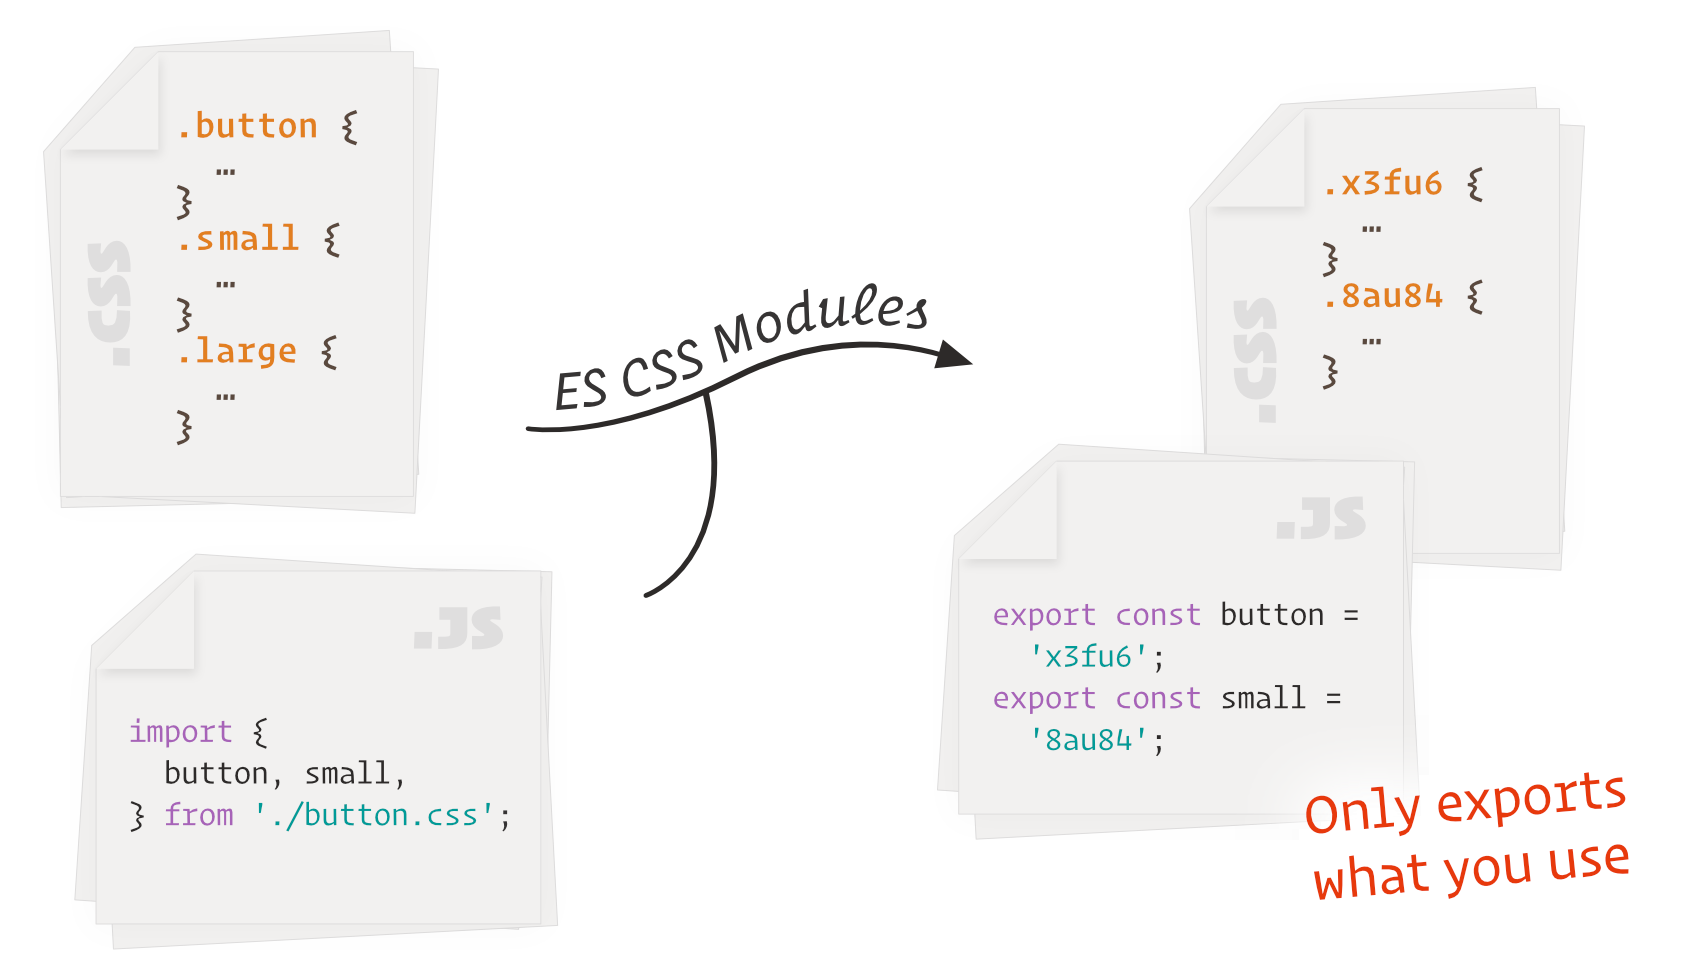 .button {
…
}
.small {
…
}
.large {
…
}
.css
.JS
import {
button, small,
} from './button.css';
ES CSS Modules
.x3fu6 {
…
}
.8au84 {
…
}
.css
.JS
export const button =
'x3fu6';
export const small =
'8au84';
Only exports
what you use